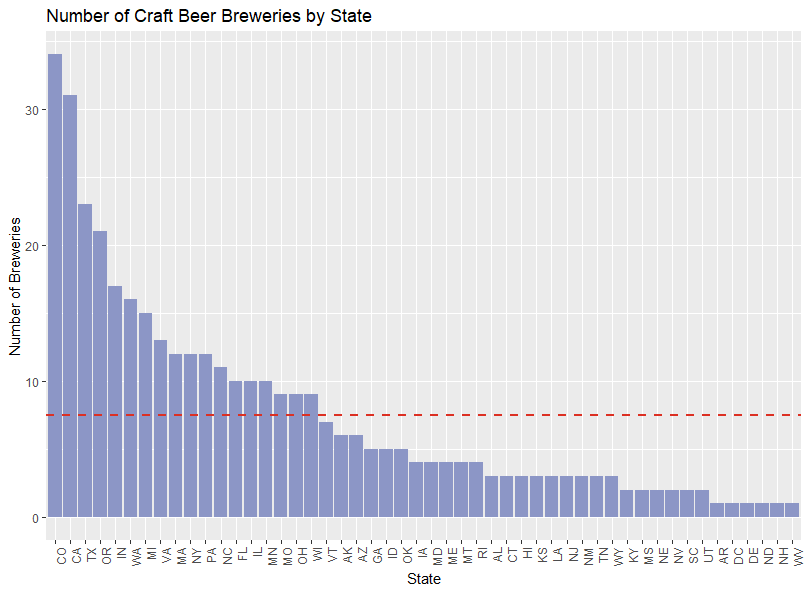 Number of Craft Beer Breweries by State
Number of Breweries
30
20
10
0
CO CA TX OR IN WA MI VA MA NY PA NC FL IL MN MO OH WI VT AK AZ GA ID OK IA MD ME MT RI AL CT HI KS LA NJ NM TN WY KY MS NE NV SC UT AR DC DE ND NH WV
State